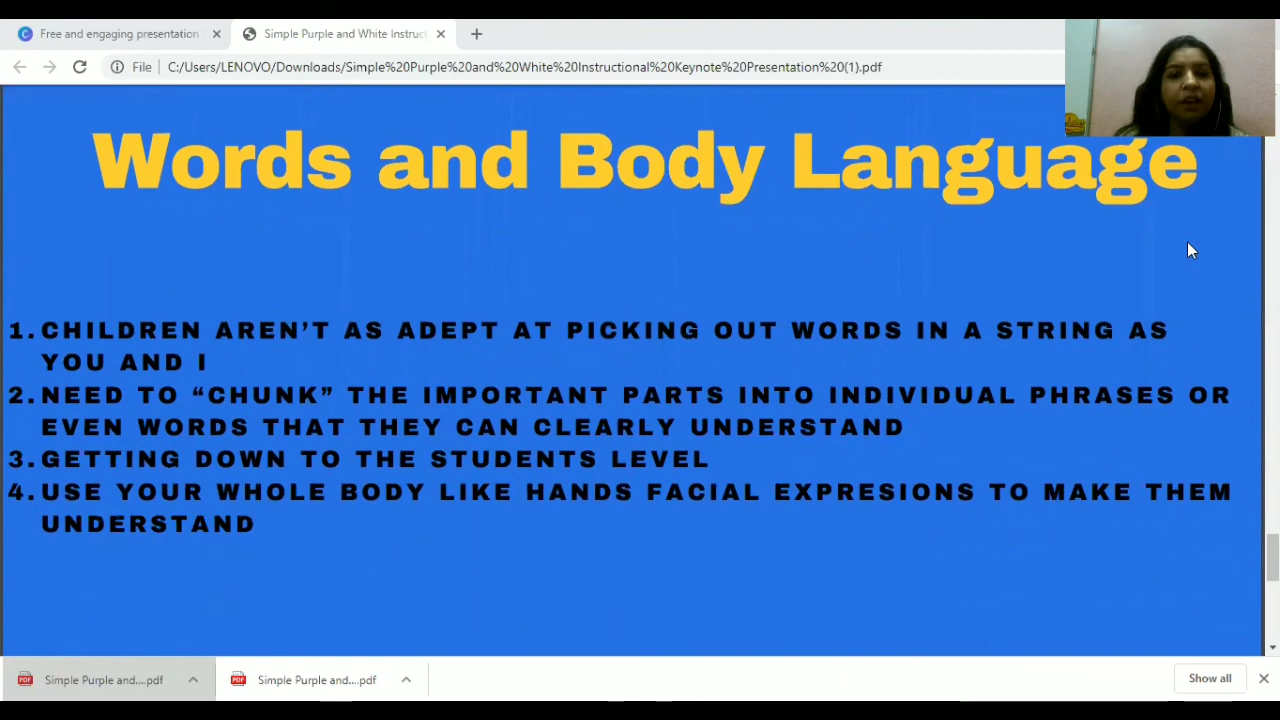 Free and engaging presentation
Simple Purple and White Instruc
File
C:/Users/LENOVO/Downloads/Simple%20Purple%20and%20White%20Instructional%20Keynote%20Presentation%20(1).pdf
Words and Body Language
1. CHILDREN AREN'T AS ADEPT AT PICKING OUT WORDS IN A STRING AS
YOU AND I
2. NEED TO “CHUNK” THE IMPORTANT PARTS INTO INDIVIDUAL PHRASES OR
EVEN WORDS THAT THEY CAN CLEARLY UNDERSTAND
3. GETTING DOWN TO THE STUDENTS LEVEL
4. USE YOUR WHOLE BODY LIKE HANDS FACIAL EXPRESIONS TO MAKE THEM
UNDERSTAND
Simple Purple and....pdf
Simple Purple and....pdf
Show all